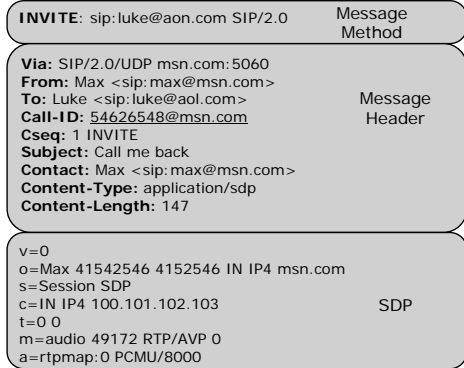 INVITE: sip:luke@aon.com SIP/2.0
Message
Method
Via: SIP/2.0/UDP msn.com:5060
From: Max <sip:max@msn.com>
To: Luke <sip:luke@aol.com>
Call-ID: 54626548@msn.com
Cseq: 1 INVITE
Subject: Call me back
Contact: Max <sip:max@msn.com>
Content-Type: application/sdp
Content-Length: 147
Message
Header
v=0
o=Max 41542546 4152546 IN IP4 msn.com
s=Session SDP
c=IN IP4 100.101.102.103
t=0 0
m=audio 49172 RTP/AVP 0
a=rtpmap:0 PCMU/8000
SDP